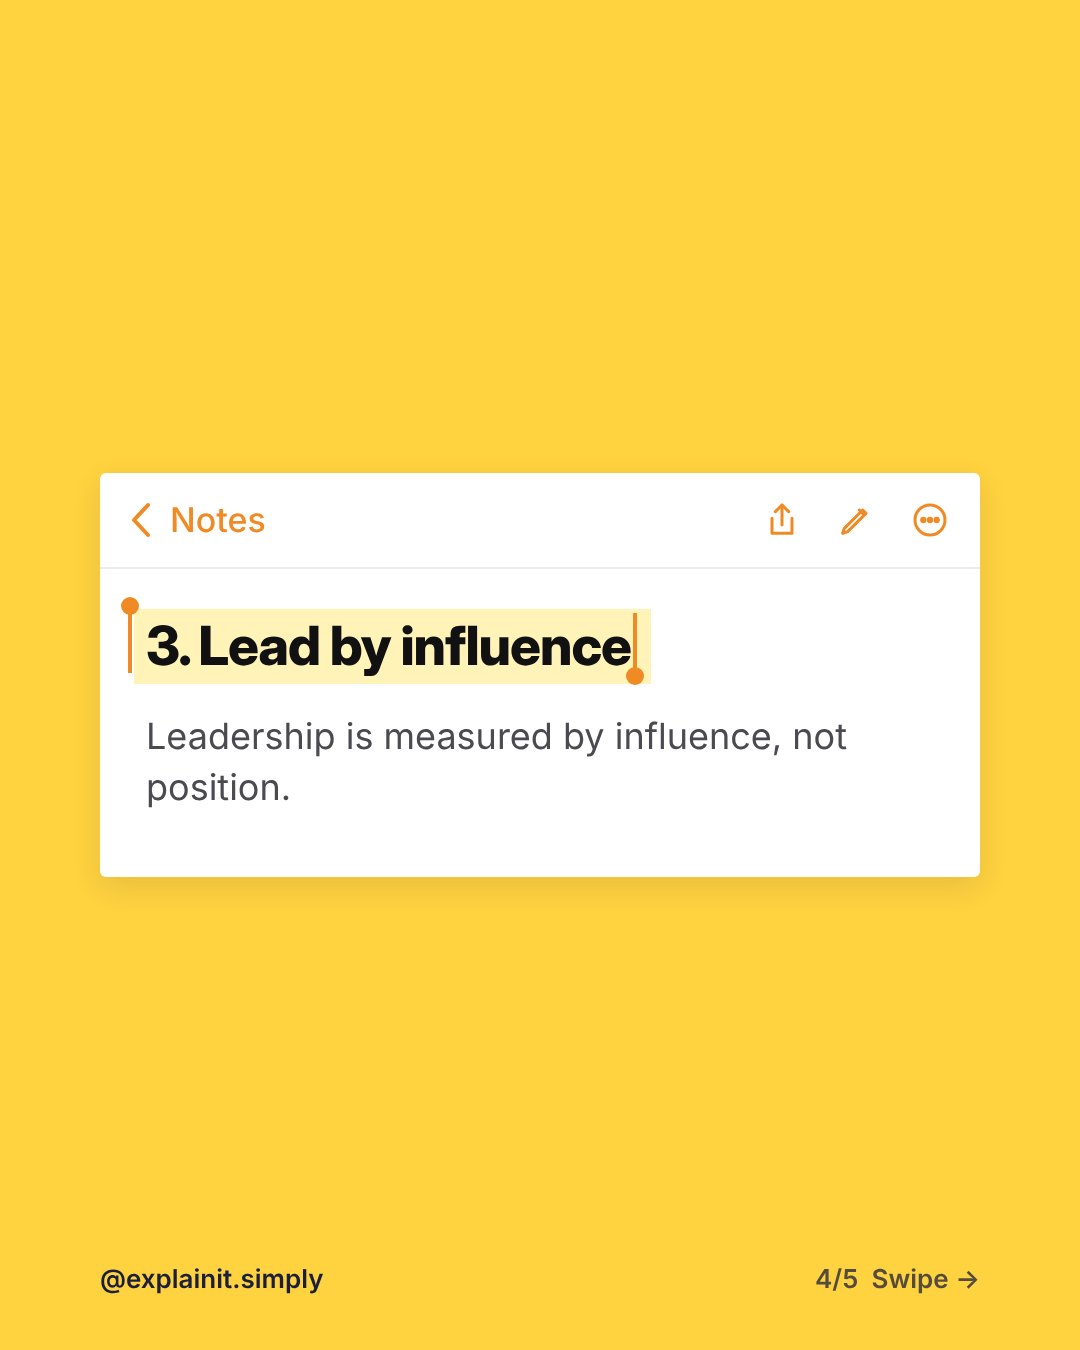 Notes
3. Lead by influence
Leadership is measured by influence, not
position.
@explainit.simply
4/5 Swipe →